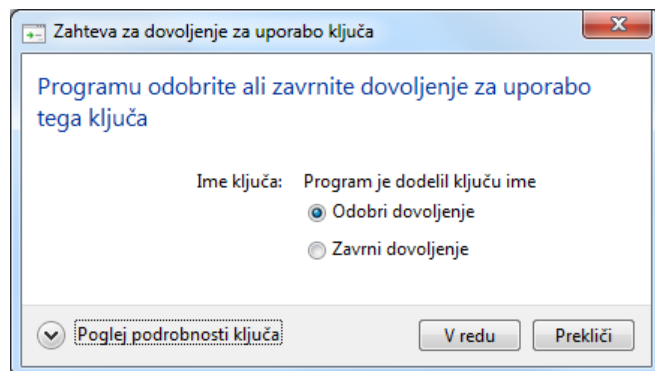 Zahteva za dovoljenje za uporabo ključa
Programu odobrite ali zavrnite dovoljenje za uporabo
tega ključa
Ime ključa: Program je dodelil ključu ime
Odobri dovoljenje
Zavrni dovoljenje
Poglej podrobnosti ključa V redu Prekliči